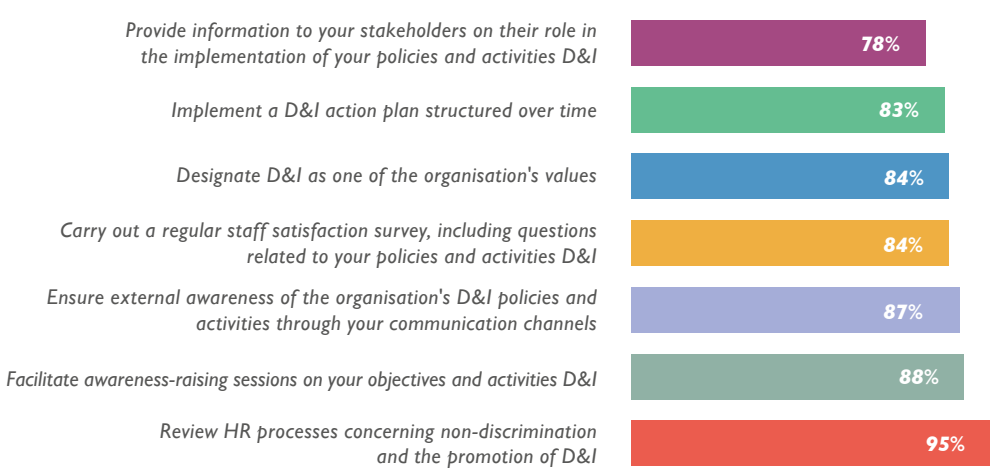 Provide information to your stakeholders on their role in
the implementation of your policies and activities D&I
78%
Implement a D&I action plan structured over time
83%
Designate D&I as one of the organisation's values
84%
Carry out a regular staff satisfaction survey, including questions
related to your policies and activities D&I
84%
Ensure external awareness of the organisation's D&I policies and
activities through your communication channels
87%
Facilitate awareness-raising sessions on your objectives and activities D&I
88%
Review HR processes concerning non-discrimination
and the promotion of D&I
95%